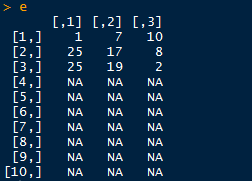 > e
[,1] [,2] [,3]
[1,] 1 7 10
[2,] 25 17 8
[3,] 25 19 2
[4,] NA NA NA
[5,] NA NA NA
[6,] NA NA NA
[7,] NA NA NA
[8,] NA NA NA
[9,] NA NA NA
[10,] NA NA NA